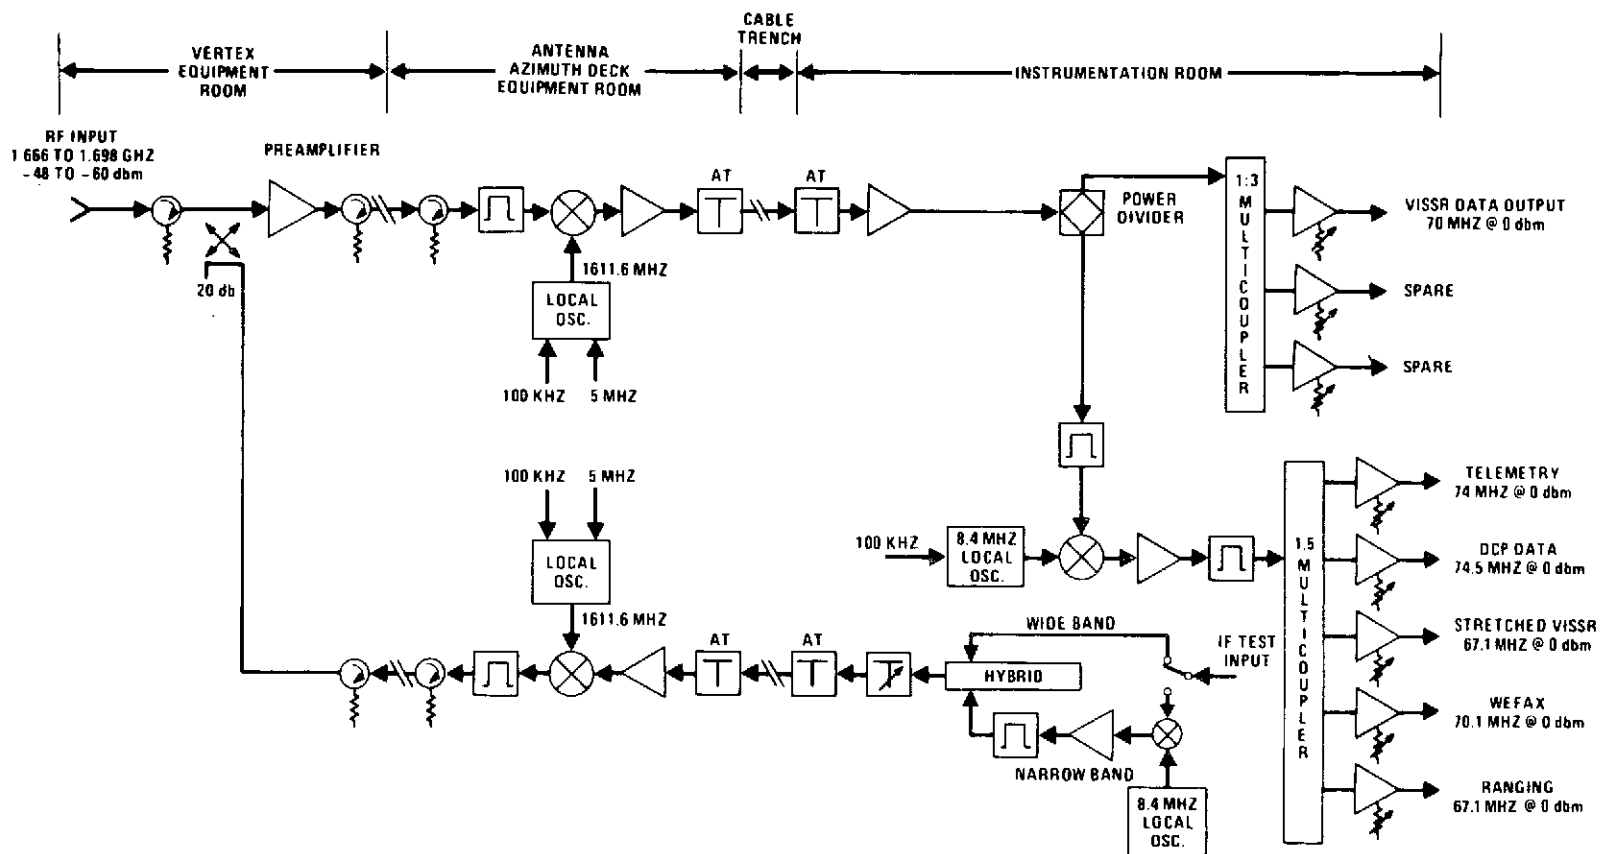 VERTEX
EQUIPMENT
ROOM
ANTENNA
AZIMUTH DECK
EQUIPMENT ROOM
CABLE
TRENCH
INSTRUMENTATION ROOM
RF INPUT
1 666 TO 1.698 GHZ
-48 TO -60 dbm
PREAMPLIFIER
AT
AT
POWER
DIVIDER
1:3
MULTICOUPLER
VISSR DATA OUTPUT
70 MHZ @ 0 dbm
SPARE
SPARE
20 db
1611.6 MHZ
LOCAL
OSC.
100 KHZ
5 MHZ
100 KHZ
5 MHZ
LOCAL
OSC.
1611.6 MHZ
AT
AT
100 KHZ
8.4 MHZ
LOCAL
OSC.
WIDE BAND
IF TEST
INPUT
HYBRID
NARROW BAND
8.4 MHZ
LOCAL
OSC.
1.5
MULTICOUPLER
TELEMETRY
74 MHZ @ 0 dbm
DCP DATA
74.5 MHZ @ 0 dbm
STRETCHED VISSR
67.1 MHZ @ 0 dbm
WEFAX
70.1 MHZ @ 0 dbm
RANGING
67.1 MHZ @ 0 dbm